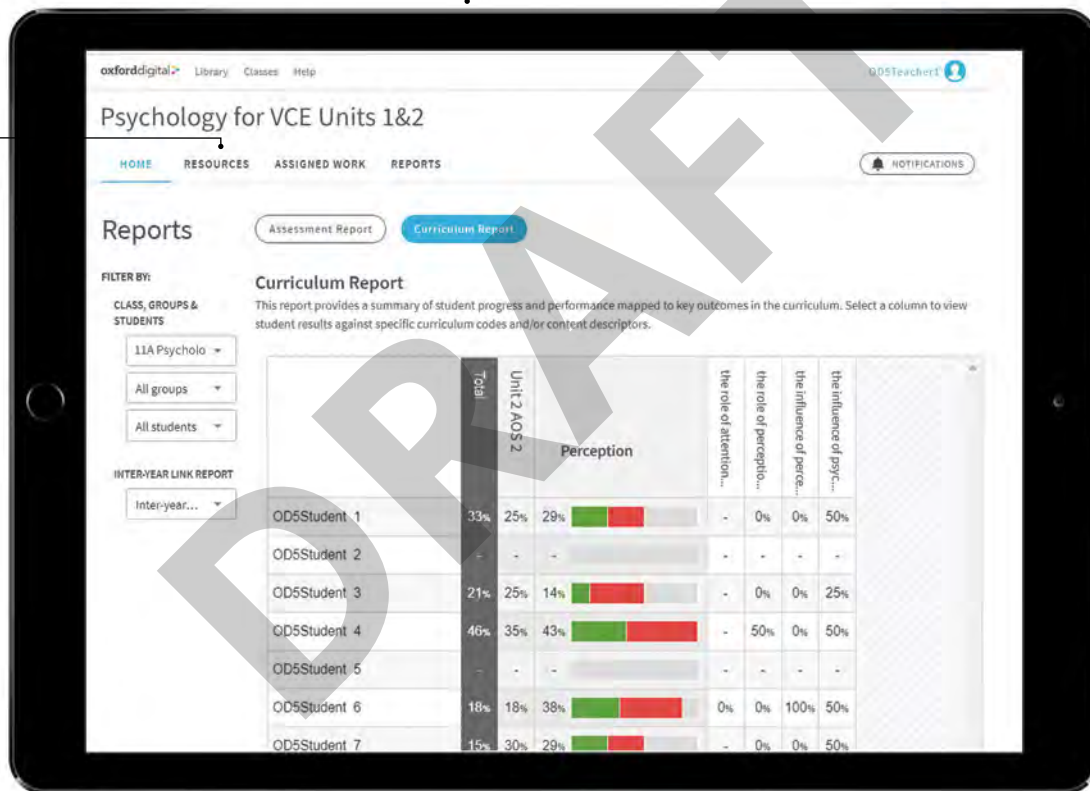 oxforddigital Library Classes Help OD5Teacher1
Psychology for VCE Units 1&2
HOME RESOURCES ASSIGNED WORK REPORTS NOTIFICATIONS
Reports Assessment Report Curriculum Report
FILTER BY:
CLASS, GROUPS &
STUDENTS
11A Psycholo
All groups
All students
INTER-YEAR LINK REPORT
Inter-year...
Curriculum Report
This report provides a summary of student progress and performance mapped to key outcomes in the curriculum. Select a column to view
student results against specific curriculum codes and/or content descriptors.
Total
Unit 2 AOS 2
Perception
the role of attention...
the role of perceptio...
the influence of perce...
the influence of psyc...
OD5Student 1 33% 25% 29% - 0% 0% 50%
OD5Student 2 - - - - - - -
OD5Student 3 21% 25% 14% - 0% 0% 25%
OD5Student 4 46% 35% 43% - 50% 0% 50%
OD5Student 5 - - - - - - -
OD5Student 6 18% 18% 38% 0% 0% 100% 50%
OD5Student 7 15% 30% 29% - 0% 0% 50%
DRAFT